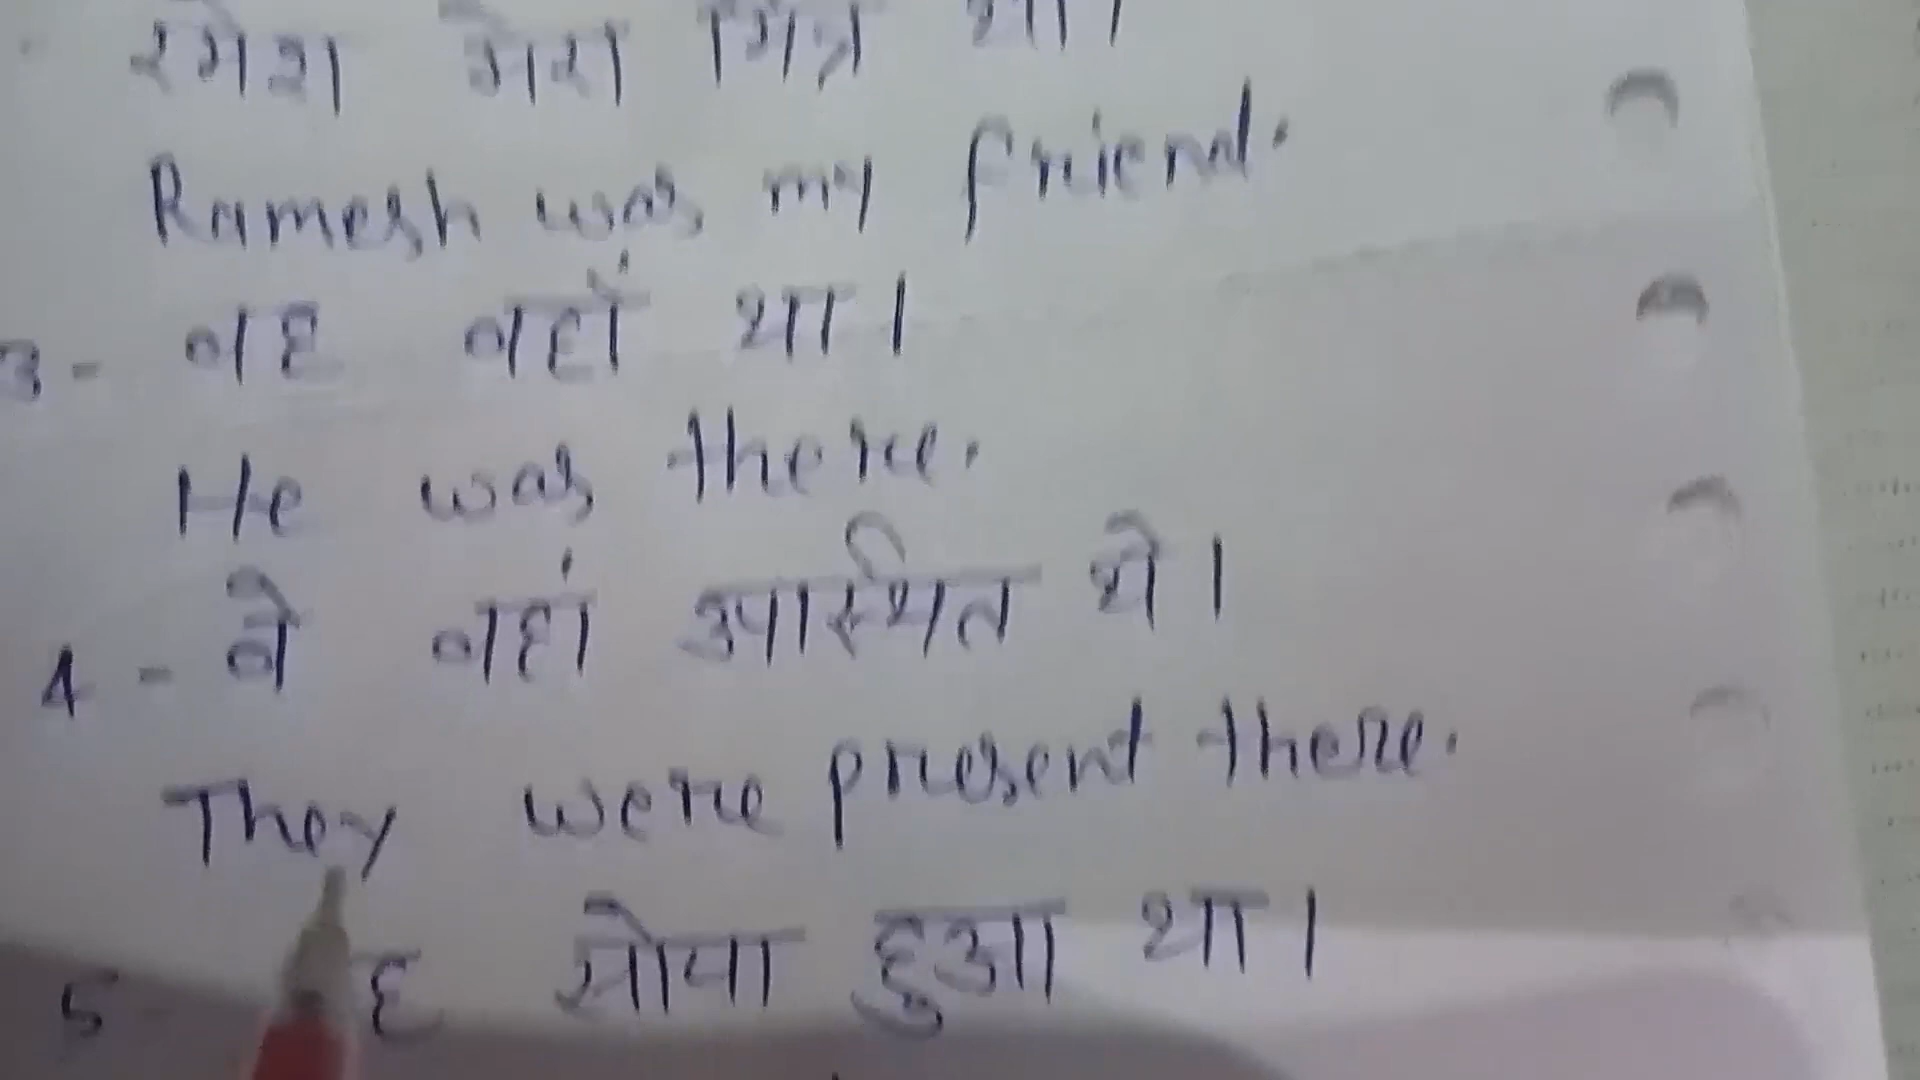 रमेश मेरा मित्र था।
Ramesh was my friend.
3- वह वहाँ था।
He was there.
4- वे वहां उपस्थित थे।
They were present there.
5 ह सोया हुआ था।